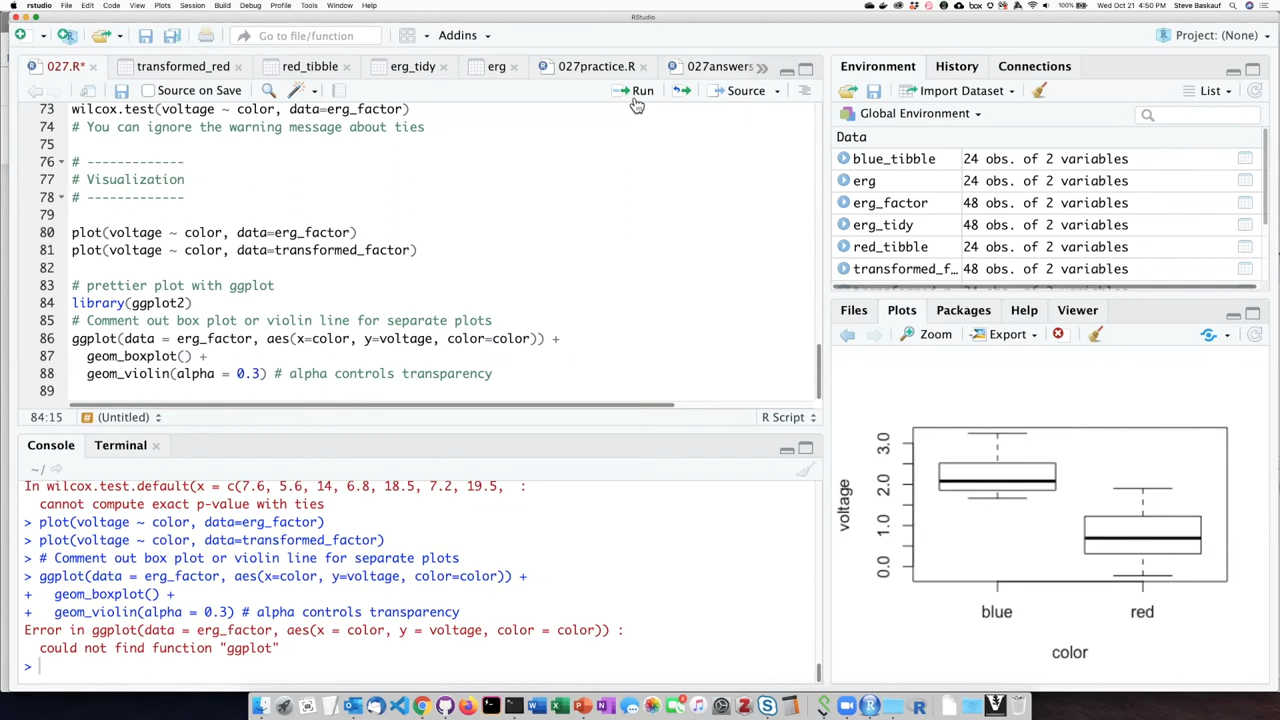 rstudio File Edit Code View Plots Session Build Debug Profile Tools Window Help
box 100% Wed Oct 21 4:50 PM Steve Baskauf
RStudio
Go to file/function Addins Project: (None)
027.R* transformed_red red_tibble erg_tidy erg 027practice.R 027answers
Source on Save Run Source
73 wilcox.test(voltage ~ color, data=erg_factor)
74 # You can ignore the warning message about ties
75
76 # -------------
77 # Visualization
78 # -------------
79
80 plot(voltage ~ color, data=erg_factor)
81 plot(voltage ~ color, data=transformed_factor)
82
83 # prettier plot with ggplot
84 library(ggplot2)
85 # Comment out box plot or violin line for separate plots
86 ggplot(data = erg_factor, aes(x=color, y=voltage, color=color)) +
87 geom_boxplot() +
88 geom_violin(alpha = 0.3) # alpha controls transparency
89
84:15 # (Untitled) R Script
Console Terminal
~/
In wilcox.test.default(x = c(7.6, 5.6, 14, 6.8, 18.5, 7.2, 19.5, :
cannot compute exact p-value with ties
> plot(voltage ~ color, data=erg_factor)
> plot(voltage ~ color, data=transformed_factor)
> # Comment out box plot or violin line for separate plots
> ggplot(data = erg_factor, aes(x=color, y=voltage, color=color)) +
+ geom_boxplot() +
+ geom_violin(alpha = 0.3) # alpha controls transparency
Error in ggplot(data = erg_factor, aes(x = color, y = voltage, color = color)) :
could not find function "ggplot"
>
Environment History Connections
Import Dataset List
Global Environment
Data
blue_tibble 24 obs. of 2 variables
erg 24 obs. of 2 variables
erg_factor 48 obs. of 2 variables
erg_tidy 48 obs. of 2 variables
red_tibble 24 obs. of 2 variables
transformed_f… 48 obs. of 2 variables
Files Plots Packages Help Viewer
Zoom Export
voltage
3.0
2.0
1.0
0.0
blue red
color